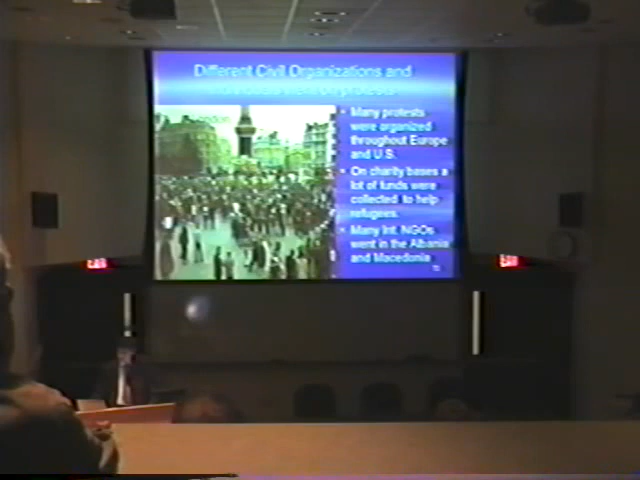 Different Civil Organizations and
London
• Many protests
were organized
throughout Europe
and U.S.
• On charity bases a
lot of funds were
collected to help
refugees.
• Many Int. NGOs
went in the Albania
and Macedonia
EXIT
EXIT